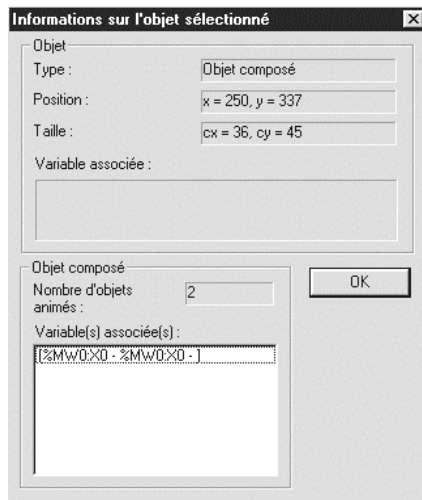 Informations sur l'objet sélectionné
Objet
Type :
Objet composé
Position :
x = 250, y = 337
Taille :
cx = 36, cy = 45
Variable associée :
Objet composé
Nombre d'objets
animés :
2
OK
Variable(s) associée(s) :
[%MW0:X0 - %MW0:X0 - ]